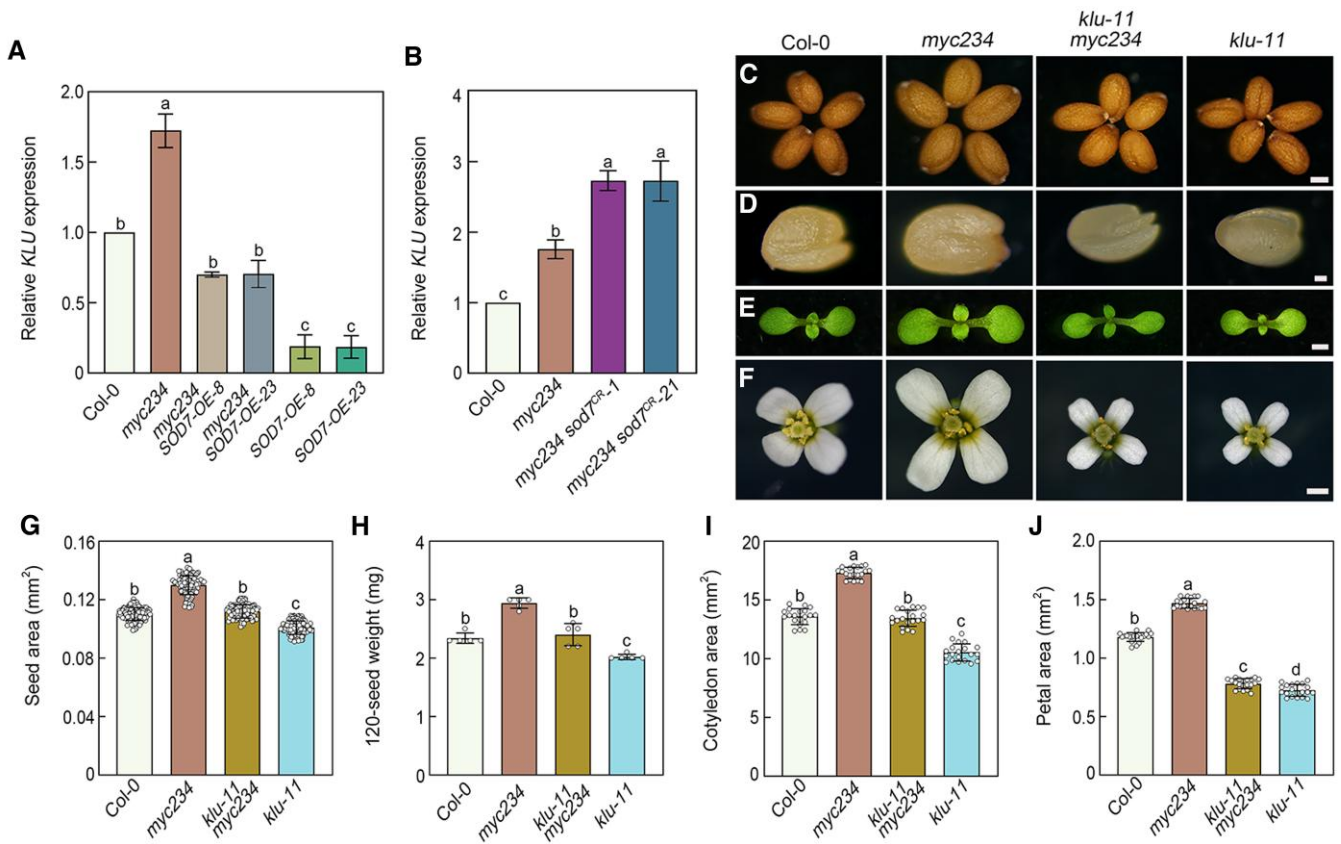 A
Relative KLU expression
2.0
1.5
1.0
0.5
0
b
a
b
b
c
c
Col-0
myc234
myc234
SOD7-OE-8
myc234
SOD7-OE-23
SOD7-OE-8
SOD7-OE-23
B
Relative KLU expression
4
3
2
1
0
c
b
a
a
Col-0
myc234
myc234 sod7CR-1
myc234 sod7CR-21
Col-0
myc234
klu-11
myc234
klu-11
C
D
E
F
G
Seed area (mm2)
0.16
0.12
0.08
0.04
0
b
a
b
c
Col-0
myc234
klu-11
myc234
klu-11
H
120-seed weight (mg)
4
3
2
1
0
b
a
b
c
Col-0
myc234
klu-11
myc234
klu-11
I
Cotyledon area (mm2)
20
15
10
5
0
b
a
b
c
Col-0
myc234
klu-11
myc234
klu-11
J
Petal area (mm2)
2.0
1.5
1.0
0.5
0
b
a
c
d
Col-0
myc234
klu-11
myc234
klu-11